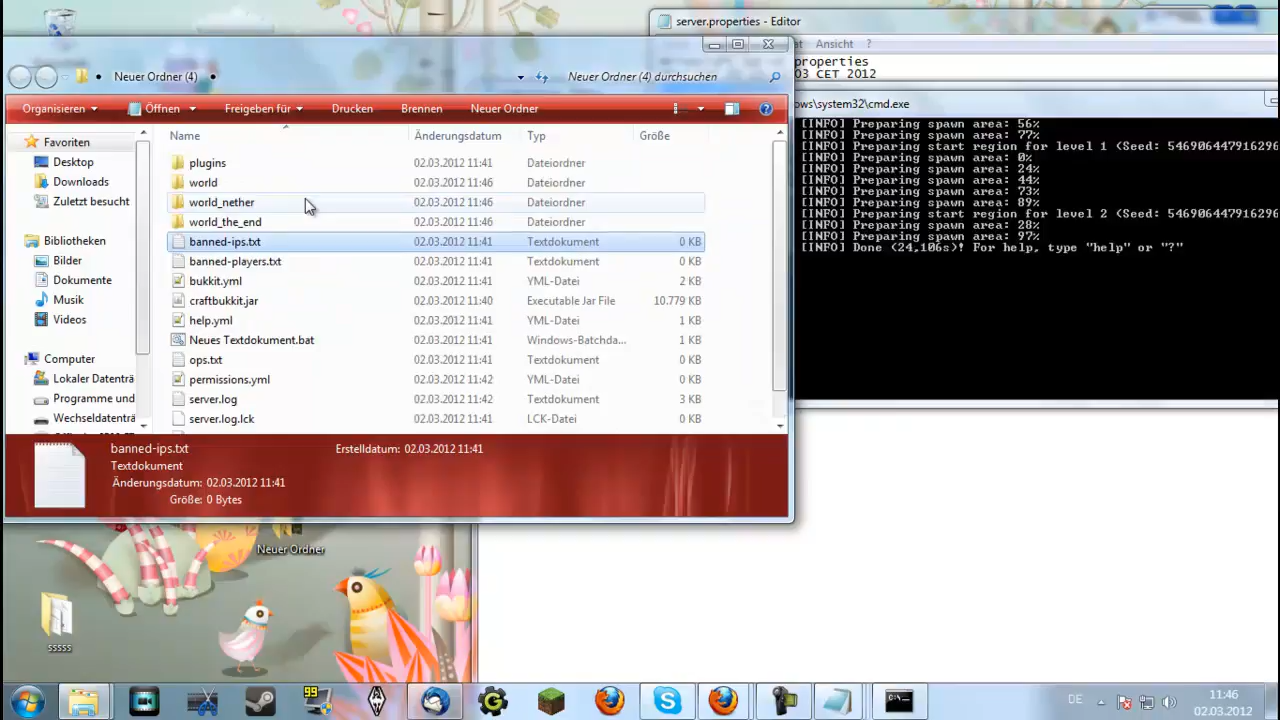 server.properties - Editor
Neuer Ordner (4)
Neuer Ordner (4) durchsuchen
Ansicht ?
properties
03 CET 2012
Organisieren
Öffnen
Freigeben für
Drucken
Brennen
Neuer Ordner
ows\system32\cmd.exe
Favoriten
Desktop
Downloads
Zuletzt besucht
Bibliotheken
Bilder
Dokumente
Musik
Videos
Computer
Lokaler Datenträ
Programme und
Wechseldatenträ
Name Änderungsdatum Typ Größe
plugins 02.03.2012 11:41 Dateiordner
world 02.03.2012 11:46 Dateiordner
world_nether 02.03.2012 11:46 Dateiordner
world_the_end 02.03.2012 11:46 Dateiordner
banned-ips.txt 02.03.2012 11:41 Textdokument 0 KB
banned-players.txt 02.03.2012 11:41 Textdokument 0 KB
bukkit.yml 02.03.2012 11:41 YML-Datei 2 KB
craftbukkit.jar 02.03.2012 11:40 Executable Jar File 10.779 KB
help.yml 02.03.2012 11:41 YML-Datei 1 KB
Neues Textdokument.bat 02.03.2012 11:41 Windows-Batchda... 1 KB
ops.txt 02.03.2012 11:41 Textdokument 0 KB
permissions.yml 02.03.2012 11:42 YML-Datei 0 KB
server.log 02.03.2012 11:42 Textdokument 3 KB
server.log.lck 02.03.2012 11:41 LCK-Datei 0 KB
[INFO] Preparing spawn area: 56%
[INFO] Preparing spawn area: 77%
[INFO] Preparing start region for level 1 (Seed: 546906447916296
[INFO] Preparing spawn area: 0%
[INFO] Preparing spawn area: 24%
[INFO] Preparing spawn area: 44%
[INFO] Preparing spawn area: 73%
[INFO] Preparing spawn area: 89%
[INFO] Preparing start region for level 2 (Seed: 546906447916296
[INFO] Preparing spawn area: 28%
[INFO] Preparing spawn area: 97%
[INFO] Done (24,106s)! For help, type "help" or "?"
banned-ips.txt Erstelldatum: 02.03.2012 11:41
Textdokument
Änderungsdatum: 02.03.2012 11:41
Größe: 0 Bytes
Neuer Ordner
sssss
99
DE
11:46
02.03.2012